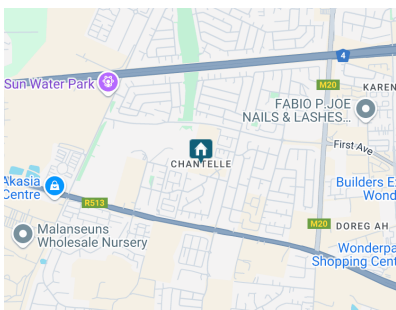 4
Sun Water Park
M20
KAREN
FABIO P.JOE
NAILS & LASHES...
First Ave
CHANTELLE
Akasia
Centre
Builders E
Wond
R513
M20
DOREG AH
Malanseuns
Wholesale Nursery
Wonderpa
Shopping Cent